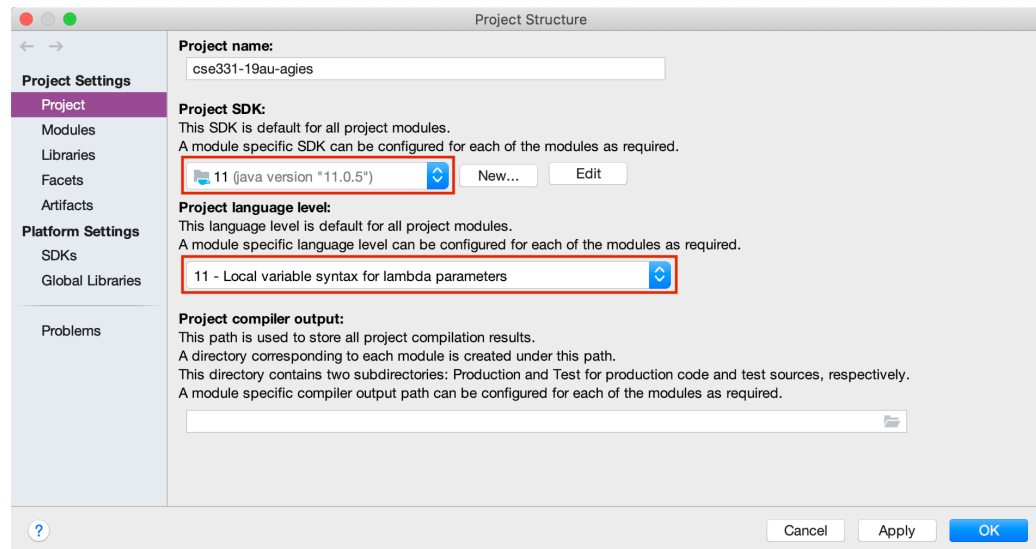 Project Structure
Project Settings
Project
Modules
Libraries
Facets
Artifacts
Platform Settings
SDKs
Global Libraries
Problems
Project name:
cse331-19au-agies
Project SDK:
This SDK is default for all project modules.
A module specific SDK can be configured for each of the modules as required.
11 (java version "11.0.5")
New...
Edit
Project language level:
This language level is default for all project modules.
A module specific language level can be configured for each of the modules as required.
11 - Local variable syntax for lambda parameters
Project compiler output:
This path is used to store all project compilation results.
A directory corresponding to each module is created under this path.
This directory contains two subdirectories: Production and Test for production code and test sources, respectively.
A module specific compiler output path can be configured for each of the modules as required.
?
Cancel
Apply
OK